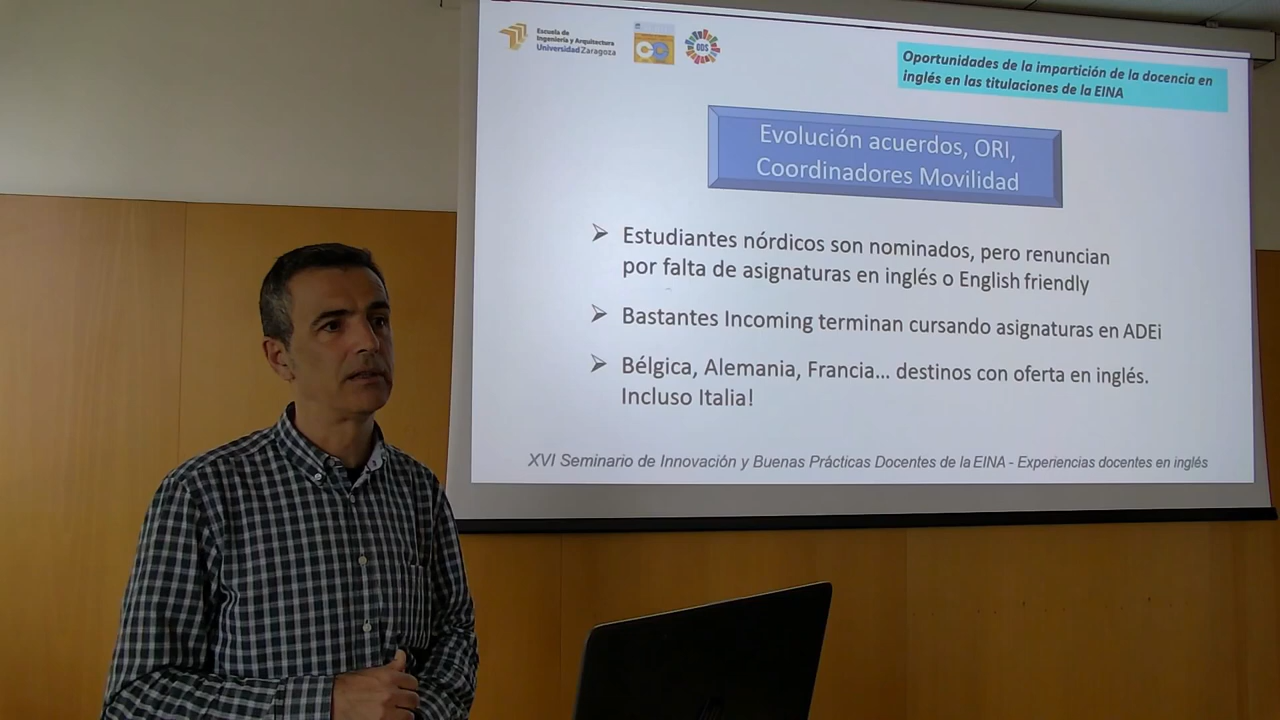 Escuela de
Ingeniería y Arquitectura
Universidad Zaragoza
ODS
Oportunidades de la impartición de la docencia en
inglés en las titulaciones de la EINA
Evolución acuerdos, ORI,
Coordinadores Movilidad
Estudiantes nórdicos son nominados, pero renuncian
por falta de asignaturas en inglés o English friendly
Bastantes Incoming terminan cursando asignaturas en ADEi
Bélgica, Alemania, Francia... destinos con oferta en inglés.
Incluso Italia!
XVI Seminario de Innovación y Buenas Prácticas Docentes de la EINA - Experiencias docentes en inglés